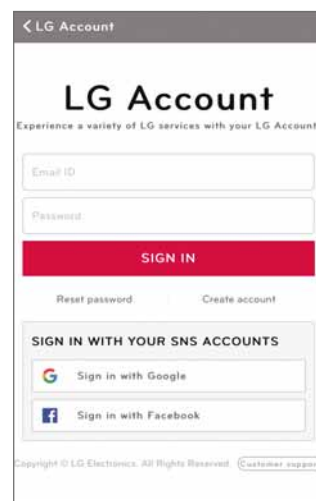 LG Account
LG Account
Experience a variety of LG services with your LG Account
Email ID
Password
SIGN IN
Reset password Create account
SIGN IN WITH YOUR SNS ACCOUNTS
Sign in with Google
Sign in with Facebook
Copyright © LG Electronics. All Rights Reserved Customer suppor